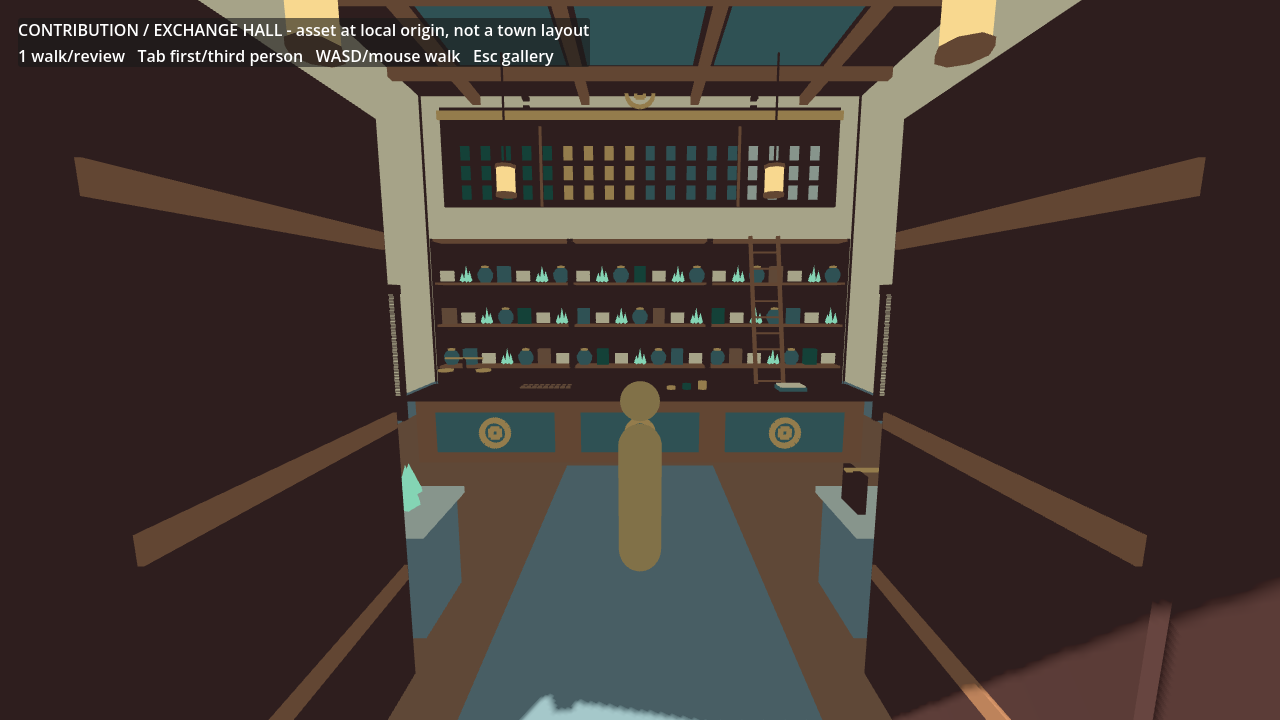 CONTRIBUTION / EXCHANGE HALL - asset at local origin, not a town layout
1 walk/review   Tab first/third person   WASD/mouse walk   Esc gallery